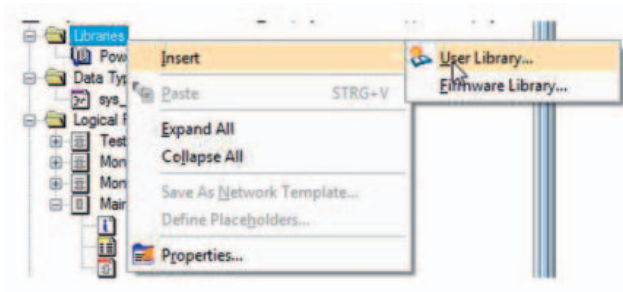 Libraries
Pow
Insert
User Library...
Data Typ
Firmware Library...
sys_
Paste STRG+V
Logical P
Test
Expand All
Mon
Collapse All
Mon
Save As Network Template...
Main
Define Placeholders...
Properties...